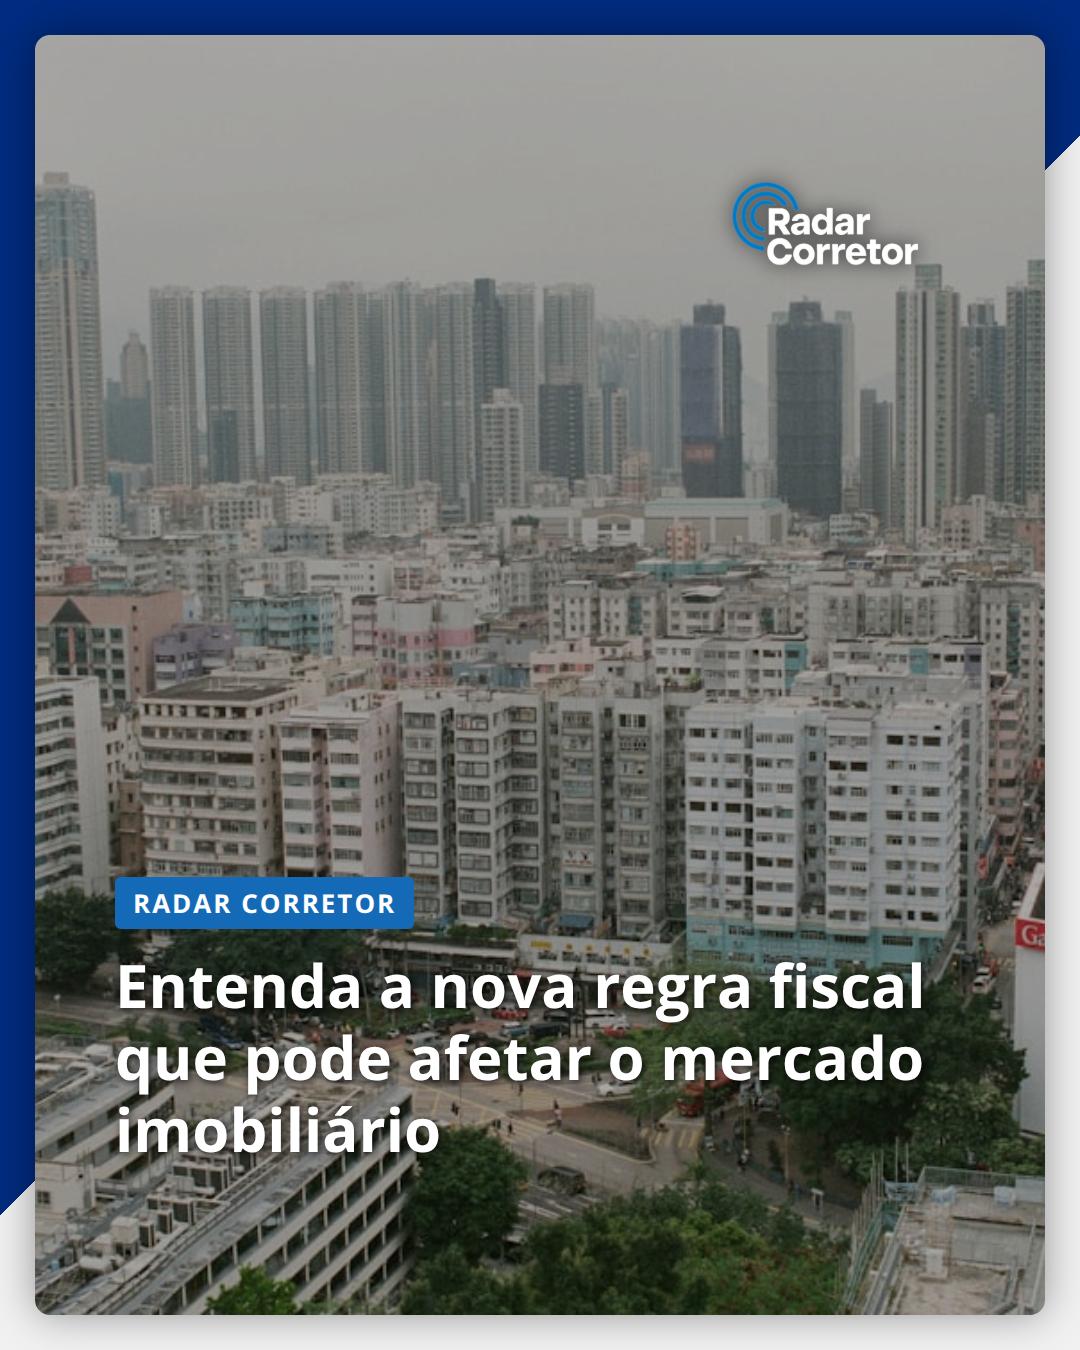 Radar
Corretor
RADAR CORRETOR
Entenda a nova regra fiscal
que pode afetar o mercado
imobiliário